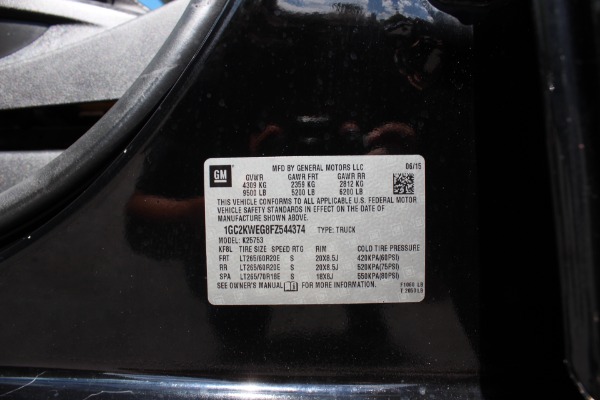 GM
MFD BY GENERAL MOTORS LLC 06/15
GVWR GAWR FRT GAWR RR
4309 KG 2359 KG 2812 KG
9500 LB 5200 LB 6200 LB
THIS VEHICLE CONFORMS TO ALL APPLICABLE U.S. FEDERAL MOTOR
VEHICLE SAFETY STANDARDS IN EFFECT ON THE DATE OF
MANUFACTURE SHOWN ABOVE.
1GC2KWEG8FZ544374 TYPE: TRUCK
MODEL: K25753
KFBL TIRE SIZE SPEED RTG RIM COLD TIRE PRESSURE
FRT LT265/60R20E S 20X8.5J 420KPA(60PSI)
RR LT265/60R20E S 20X8.5J 520KPA(75PSI)
SPA LT265/70R18E S 18X8J 550KPA(80PSI)
SEE OWNER'S MANUAL FOR MORE INFORMATION.